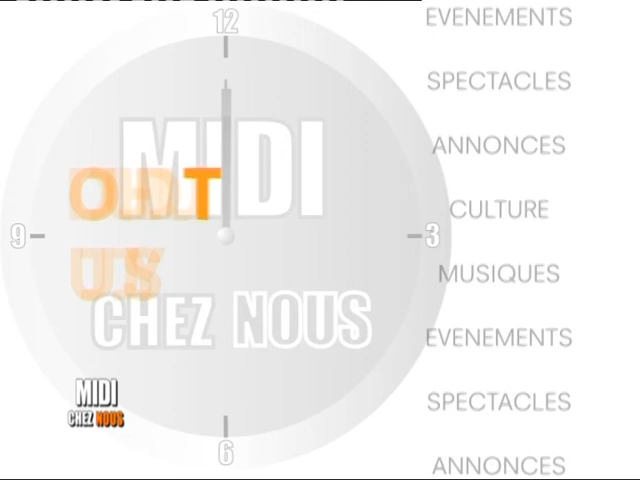 12
EVENEMENTS
SPECTACLES
MIDI
ANNONCES
T
CULTURE
9
3
MUSIQUES
CHEZ NOUS
EVENEMENTS
MIDI
CHEZ NOUS
SPECTACLES
6
ANNONCES